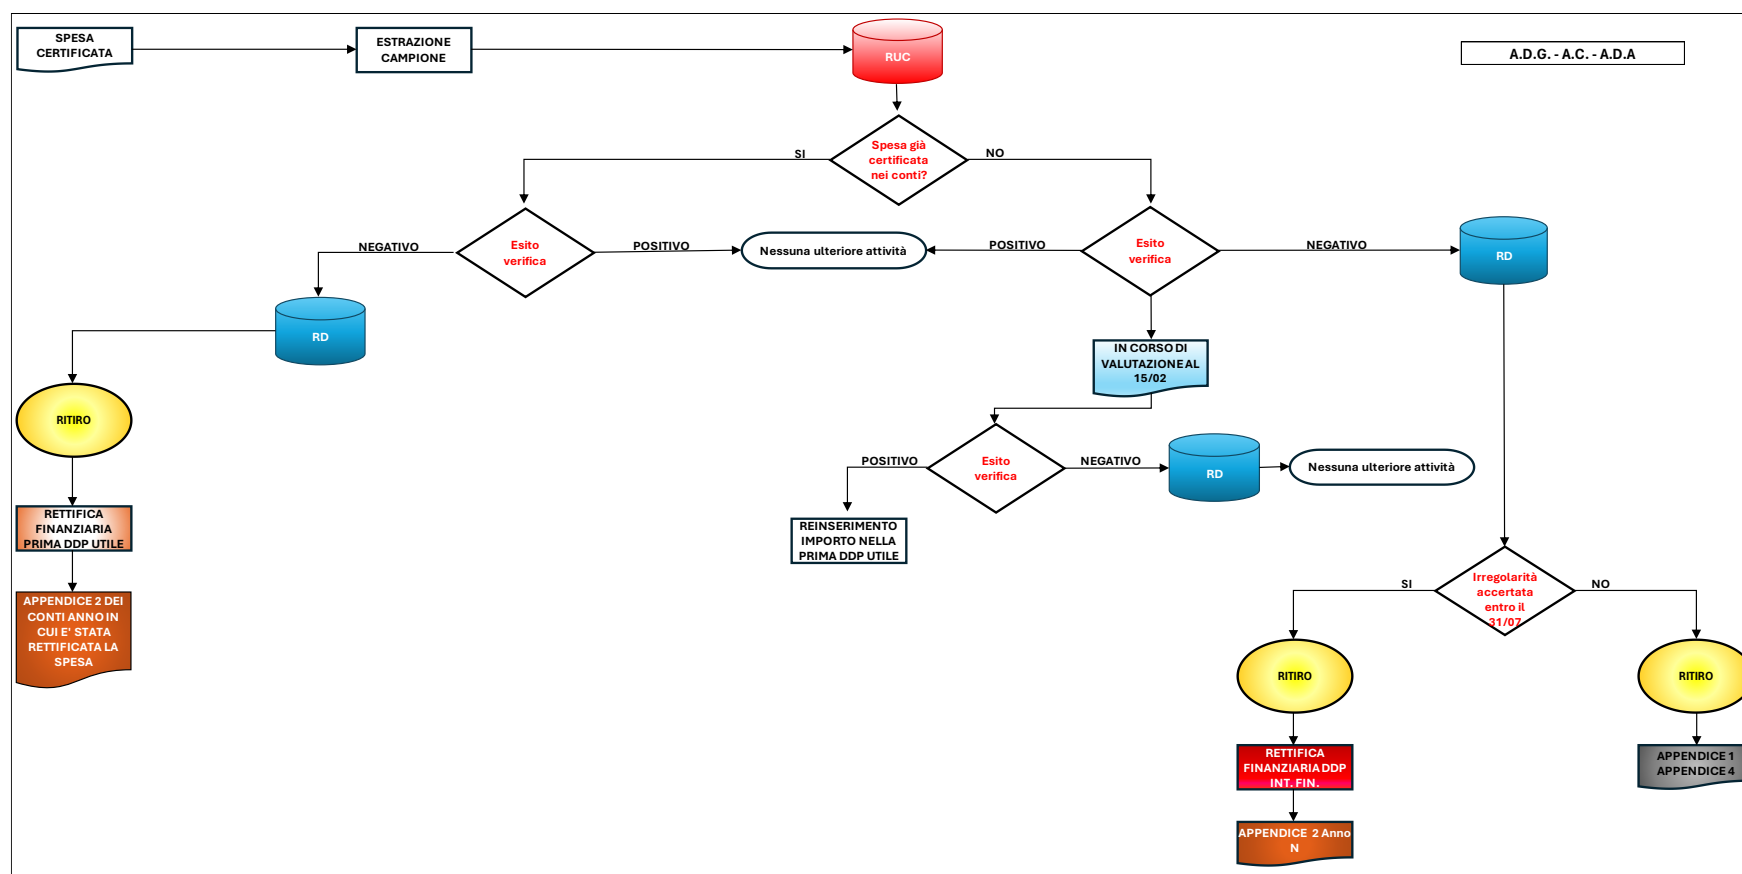 SPESA
CERTIFICATA
ESTRAZIONE
CAMPIONE
RUC
A.D.G. - A.C. - A.D.A
Spesa già
certificata
nei conti?
SI
NO
NEGATIVO
Esito
verifica
POSITIVO
Nessuna ulteriore attività
POSITIVO
Esito
verifica
NEGATIVO
RD
RD
IN CORSO DI
VALUTAZIONE AL
15/02
RITIRO
POSITIVO
Esito
verifica
NEGATIVO
RD
Nessuna ulteriore attività
RETTIFICA
FINANZIARIA
PRIMA DDP UTILE
REINSERIMENTO
IMPORTO NELLA
PRIMA DDP UTILE
APPENDICE 2 DEI
CONTI ANNO IN
CUI E' STATA
RETTIFICATA LA
SPESA
SI
Irregolarità
accertata
entro il
31/07
NO
RITIRO
RITIRO
RETTIFICA
FINANZIARIA DDP
INT. FIN.
APPENDICE 1
APPENDICE 4
APPENDICE 2 Anno
N